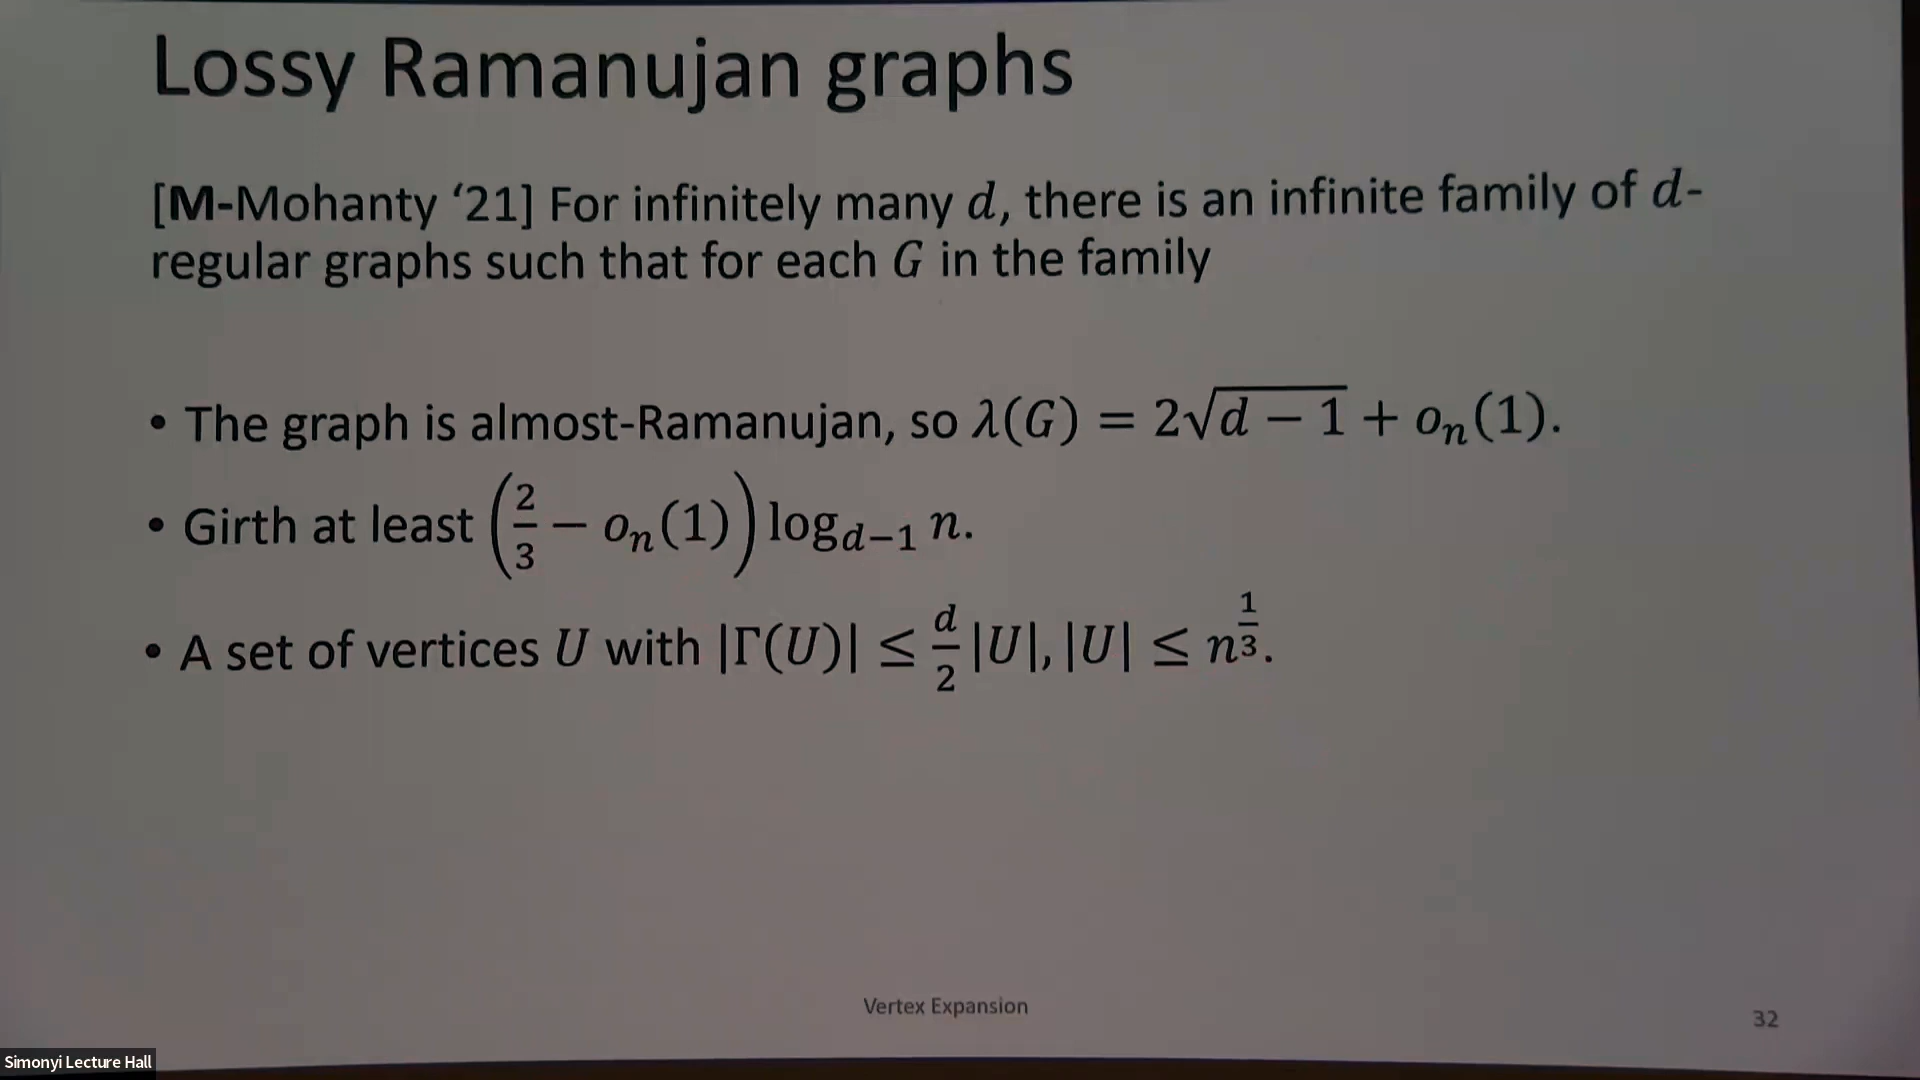 Lossy Ramanujan graphs
[M-Mohanty ‘21] For infinitely many d, there is an infinite family of d-
regular graphs such that for each G in the family
• The graph is almost-Ramanujan, so λ(G) = 2√(d − 1) + oₙ(1).
• Girth at least (2/3 − oₙ(1)) log_{d−1} n.
• A set of vertices U with |Γ(U)| ≤ d/2 |U|, |U| ≤ n^{1/3}.
Vertex Expansion
32
Simonyi Lecture Hall